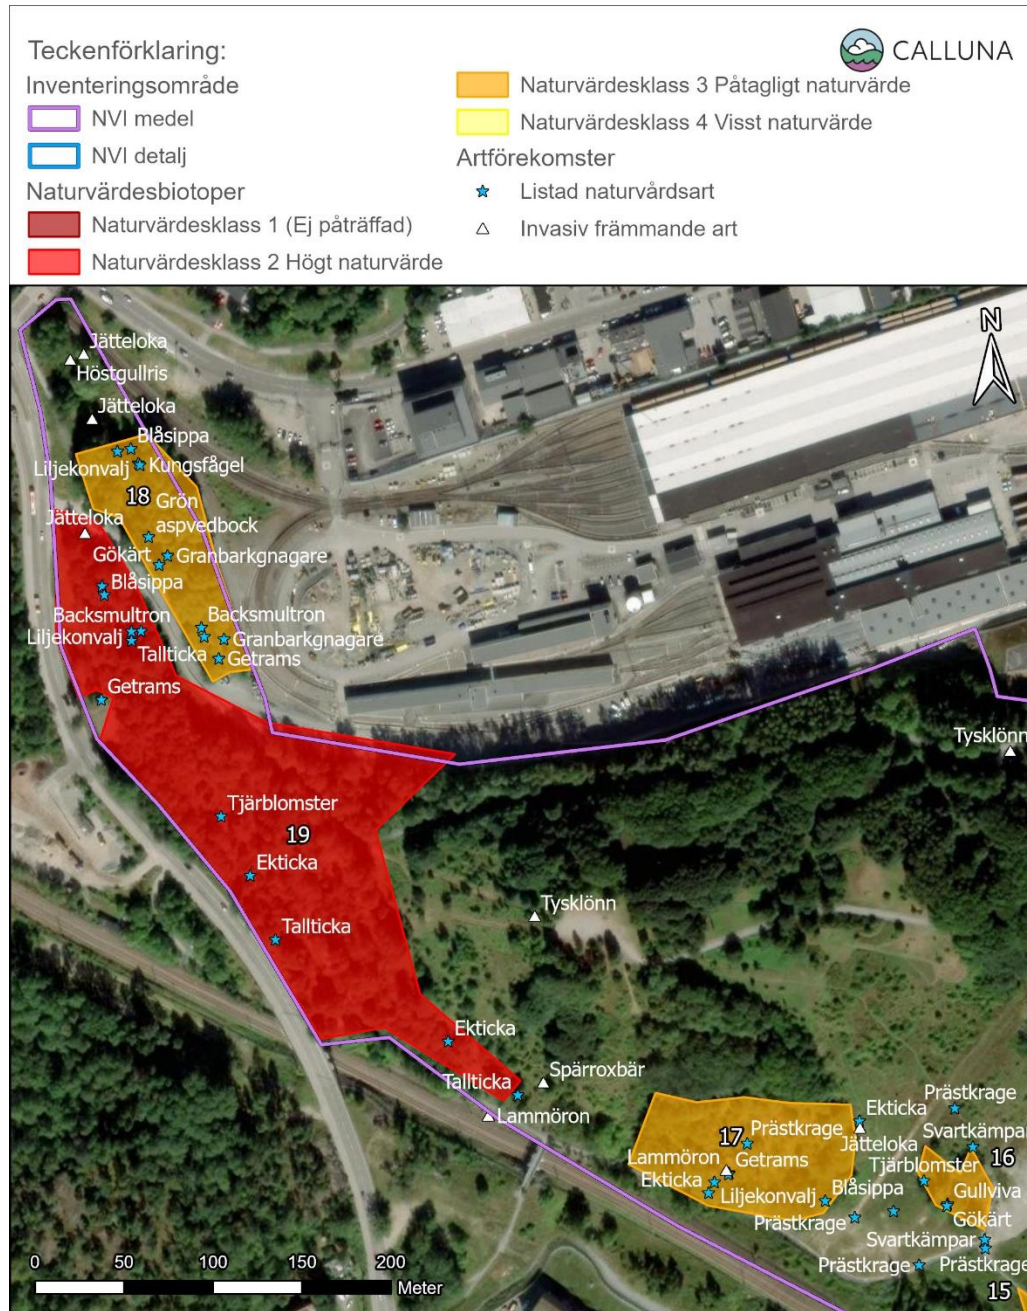 Teckenförklaring:
CALLUNA
Inventeringsområde
NVI medel
NVI detalj
Naturvärdesbiotoper
Naturvärdesklass 1 (Ej påträffad)
Naturvärdesklass 2 Högt naturvärde
Naturvärdesklass 3 Påtagligt naturvärde
Naturvärdesklass 4 Visst naturvärde
Artförekomster
Listad naturvårdsart
Invasiv främmande art
N
Jätteloka
Höstgullris
Jätteloka
Blåsippa
Liljekonvalj
Kungsfågel
18
Grön
aspvedbock
Jätteloka
Gökärt
Granbarkgnagare
Blåsippa
Backsmultron
Backsmultron
Liljekonvalj
Granbarkgnagare
Tallticka
Getrams
Getrams
Tysklönn
Tjärblomster
19
Ekticka
Tysklönn
Tallticka
Ekticka
Spärroxbär
Tallticka
Lammöron
Prästkrage
Ekticka
17
Prästkrage
Jätteloka
Svartkämpar
16
Lammöron
Getrams
Tjärblomster
Ekticka
Liljekonvalj
Blåsippa
Gullviva
Prästkrage
Gökärt
Svartkämpar
Prästkrage
Prästkrage
15
0 50 100 150 200
Meter